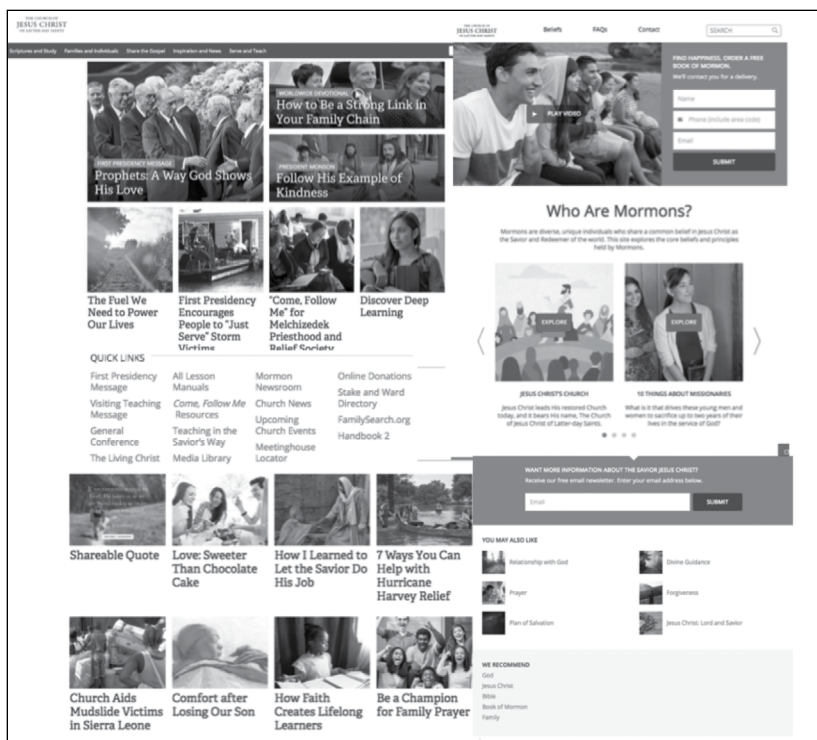 THE CHURCH OF
JESUS CHRIST
OF LATTER-DAY SAINTS
Scriptures and Study Families and Individuals Share the Gospel Inspiration and News Serve and Teach
FIRST PRESIDENCY MESSAGE
Prophets: A Way God Shows
His Love
WORLDWIDE DEVOTIONAL
How to Be a Strong Link in
Your Family Chain
PRESIDENT MONSON
Follow His Example of
Kindness
The Fuel We
Need to Power
Our Lives
First Presidency
Encourages
People to "Just
Serve" Storm
Victims
"Come, Follow
Me" for
Melchizedek
Priesthood and
Relief Society
Discover Deep
Learning
QUICK LINKS
First Presidency
Message
Visiting Teaching
Message
General
Conference
The Living Christ
All Lesson
Manuals
Come, Follow Me
Resources
Teaching in the
Savior's Way
Media Library
Mormon
Newsroom
Church News
Upcoming
Church Events
Meetinghouse
Locator
Online Donations
Stake and Ward
Directory
FamilySearch.org
Handbook 2
Shareable Quote
Love: Sweeter
Than Chocolate
Cake
How I Learned to
Let the Savior Do
His Job
7 Ways You Can
Help with
Hurricane
Harvey Relief
Church Aids
Mudslide Victims
in Sierra Leone
Comfort after
Losing Our Son
How Faith
Creates Lifelong
Learners
Be a Champion
for Family Prayer
THE CHURCH OF
JESUS CHRIST
OF LATTER-DAY SAINTS
Beliefs FAQs Contact SEARCH
PLAY VIDEO
FIND HAPPINESS. ORDER A FREE
BOOK OF MORMON.
We'll contact you for a delivery.
Name
Phone (include area code)
Email
SUBMIT
Who Are Mormons?
Mormons are diverse, unique individuals who share a common belief in Jesus Christ as
the Savior and Redeemer of the world. This site explores the core beliefs and principles
held by Mormons.
EXPLORE
EXPLORE
JESUS CHRIST'S CHURCH
Jesus Christ leads His restored Church
today, and it bears His name, The Church
of Jesus Christ of Latter-day Saints.
10 THINGS ABOUT MISSIONARIES
What is it that drives these young men and
women to sacrifice up to two years of their
lives in the service of God?
WANT MORE INFORMATION ABOUT THE SAVIOR JESUS CHRIST?
Receive our free email newsletter. Enter your email address below.
Email
SUBMIT
YOU MAY ALSO LIKE
Relationship with God
Divine Guidance
Prayer
Forgiveness
Plan of Salvation
Jesus Christ: Lord and Savior
WE RECOMMEND
God
Jesus Christ
Bible
Book of Mormon
Family